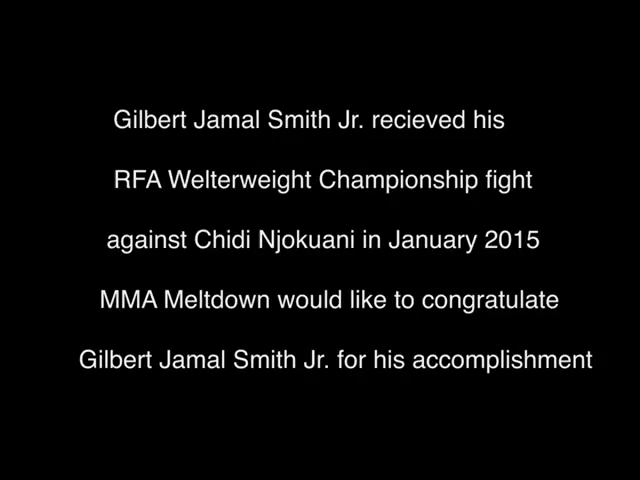 Gilbert Jamal Smith Jr. recieved his
RFA Welterweight Championship fight
against Chidi Njokuani in January 2015
MMA Meltdown would like to congratulate
Gilbert Jamal Smith Jr. for his accomplishment